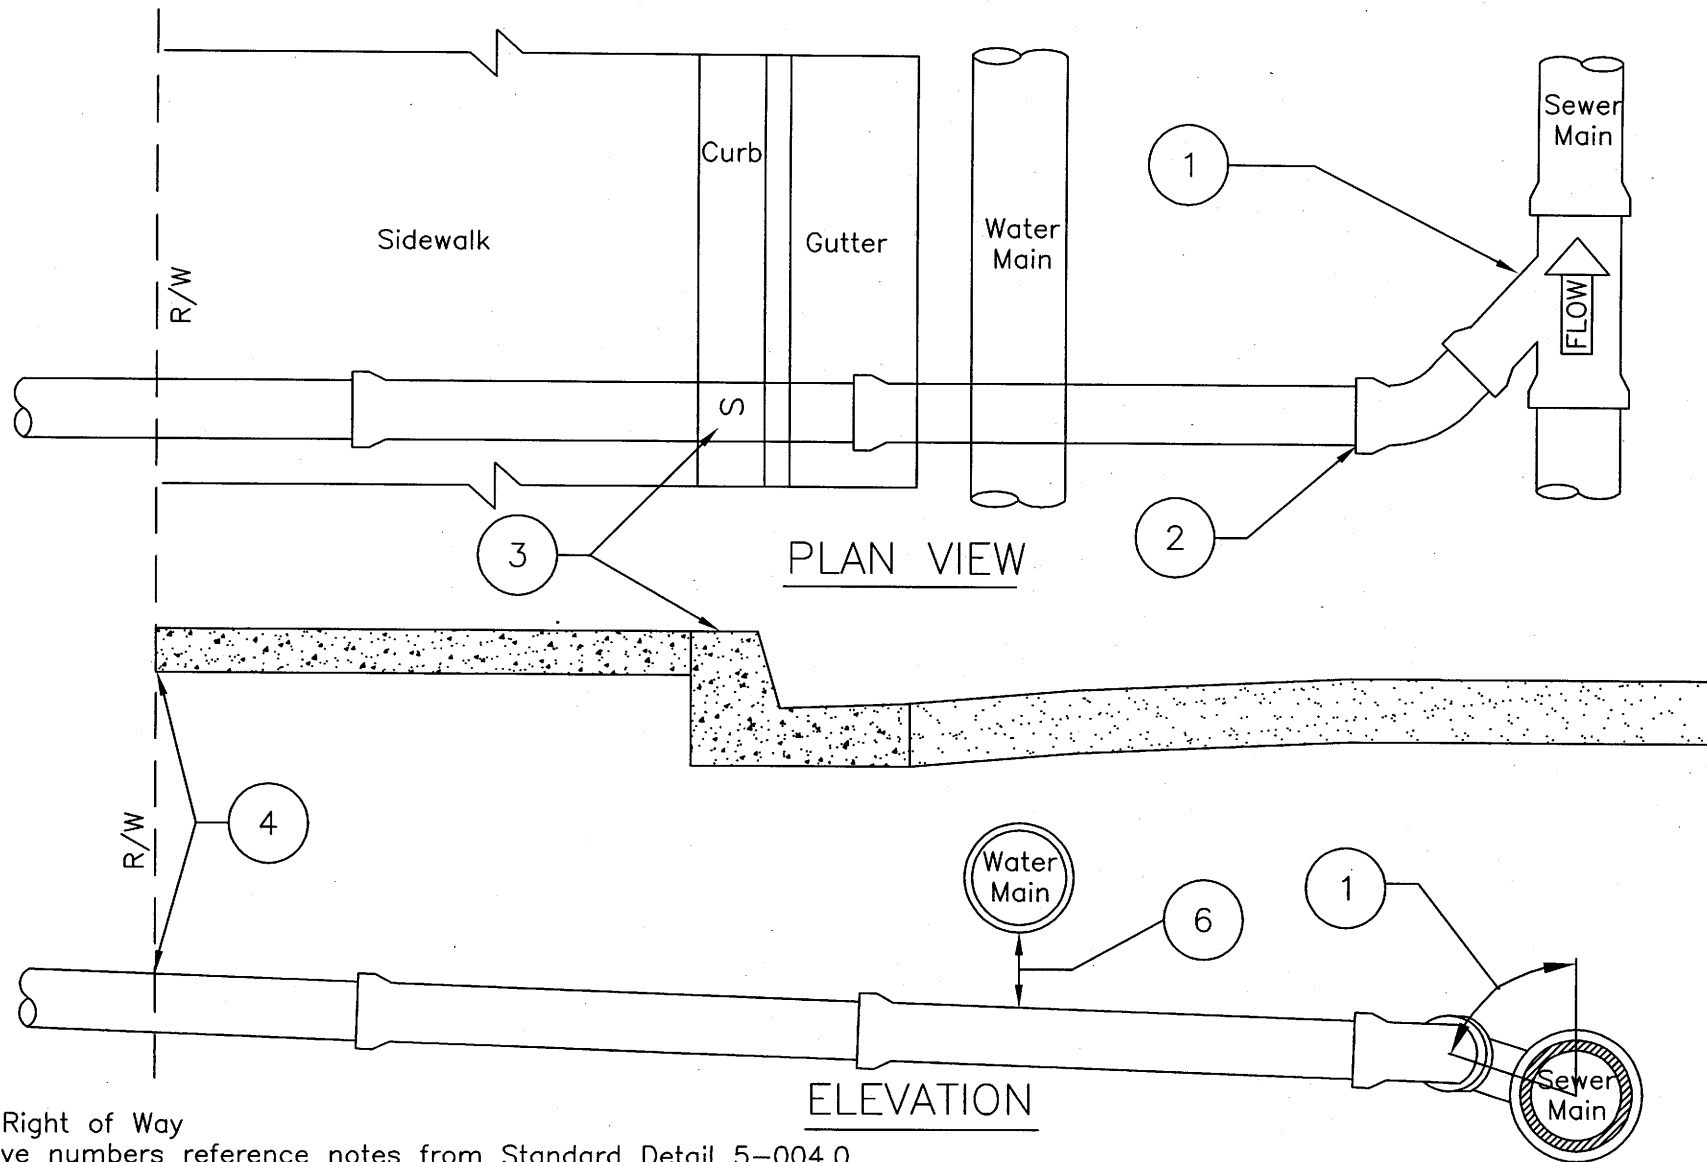 Sewer
Main
1
Curb
Sidewalk
Gutter
Water
Main
R/W
FLOW
S
3
PLAN VIEW
2
4
R/W
Water
Main
6
1
Sewer
Main
ELEVATION
Right of Way
ve numbers reference notes from Standard Detail 5-004.0